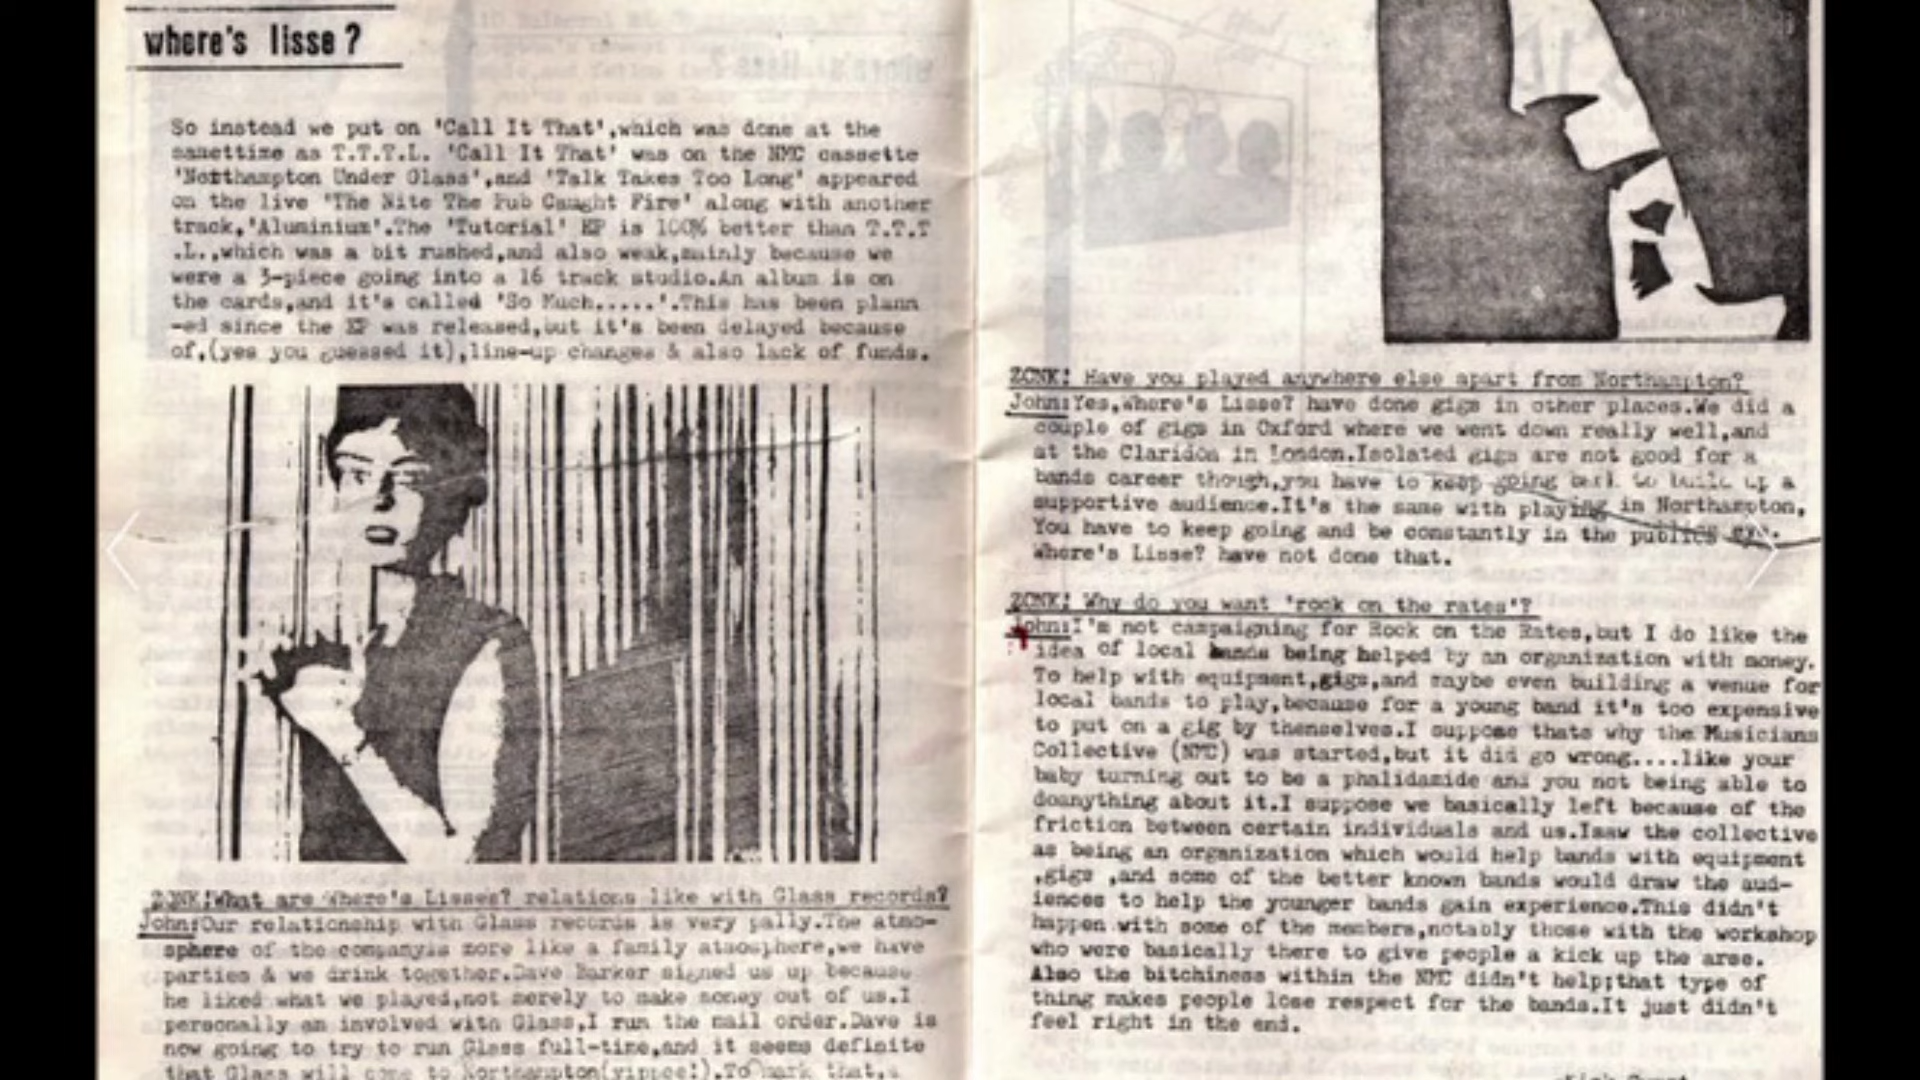 where's lisse?
So instead we put on 'Call It That',which was done at the
samettime as T.T.T.L. 'Call It That' was on the NMC cassette
'Northampton Under Glass',and 'Talk Takes Too Long' appeared
on the live 'The Nite The Pub Caught Fire' along with another
track,'Aluminium'.The 'Tutorial' EP is 100% better than T.T.T
.L.,which was a bit rushed,and also weak,mainly because we
were a 3-piece going into a 16 track studio.An album is on
the cards,and it's called 'So Much.....'.This has been plann
-ed since the EP was released,but it's been delayed because
of,(yes you guessed it),line-up changes & also lack of funds.
ZONK!What are Where's Lisses? relations like with Glass records?
John:Our relationship with Glass records is very pally.The atmo-
sphere of the companyis more like a family atmosphere,we have
parties & we drink together.Dave Barker signed us up because
he liked what we played,not merely to make money out of us.I
personally am involved with Glass,I run the mail order.Dave is
now going to try to run Glass full-time,and it seems definite
that Glass will come to Northampton(yippee!).To mark that,
ZONK! Have you played anywhere else apart from Northampton?
John:Yes,Where's Lisse? have done gigs in other places.We did a
couple of gigs in Oxford where we went down really well,and
at the Claridon in London.Isolated gigs are not good for a
bands career though,you have to keep going back to build up a
supportive audience.It's the same with playing in Northampton,
You have to keep going and be constantly in the publics eye.
Where's Lisse? have not done that.
ZONK! Why do you want 'rock on the rates'?
John:I'm not campaigning for Rock on the Rates,but I do like the
idea of local bands being helped by an organization with money.
To help with equipment,gigs,and maybe even building a venue for
local bands to play,because for a young band it's too expensive
to put on a gig by themselves.I suppose thats why the Musicians
Collective (NMC) was started,but it did go wrong....like your
baby turning out to be a phalidamide and you not being able to
doanything about it.I suppose we basically left because of the
friction between certain individuals and us.Isaw the collective
as being an organization which would help bands with equipment
,gigs ,and some of the better known bands would draw the aud-
iences to help the younger bands gain experience.This didn't
happen with some of the members,notably those with the workshop
who were basically there to give people a kick up the arse.
Also the bitchiness within the NMC didn't help;that type of
thing makes people lose respect for the bands.It just didn't
feel right in the end.